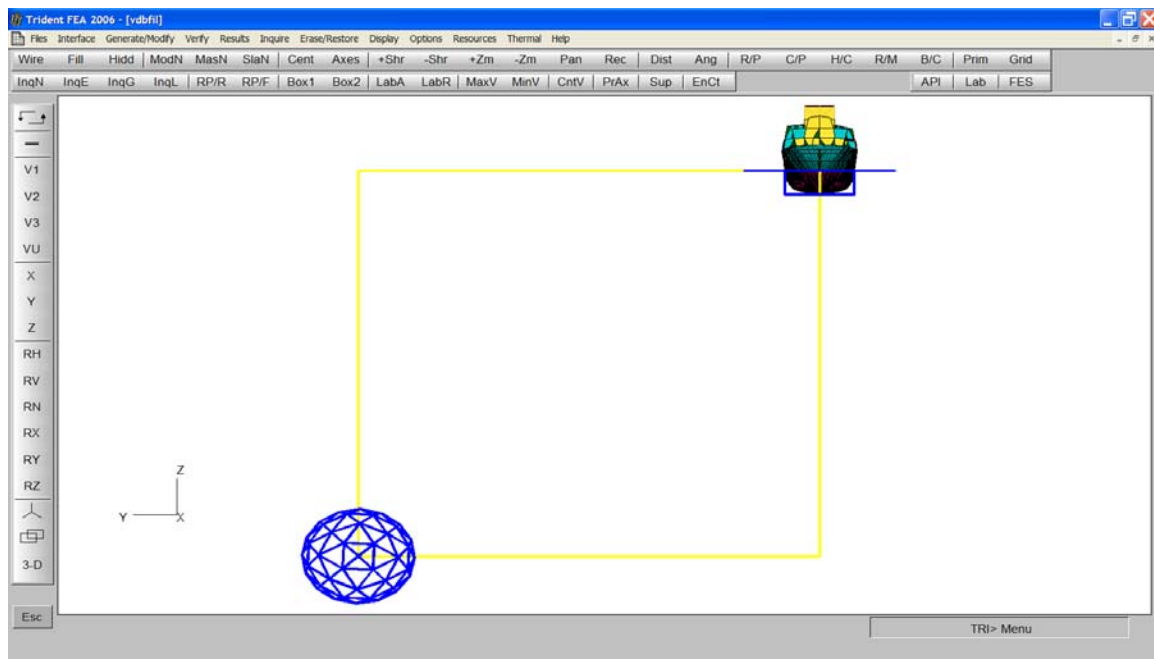 Trident FEA 2006 - [vdbfil]
Files Interface Generate/Modify Verify Results Inquire Erase/Restore Display Options Resources Thermal Help
Wire Fill Hidd ModN MasN SlaN Cent Axes +Shr -Shr +Zm -Zm Pan Rec Dist Ang R/P C/P H/C R/M B/C Prim Grid
InqN InqE InqG InqL RP/R RP/F Box1 Box2 LabA LabR MaxV MinV CntV PrAx Sup EnCt API Lab FES
V1
V2
V3
VU
X
Y
Z
RH
RV
RN
RX
RY
RZ
3-D
Z
Y X
Esc
TRI> Menu